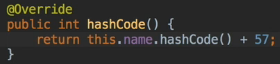 @Override
public int hashCode() {
return this.name.hashCode() + 57;
}